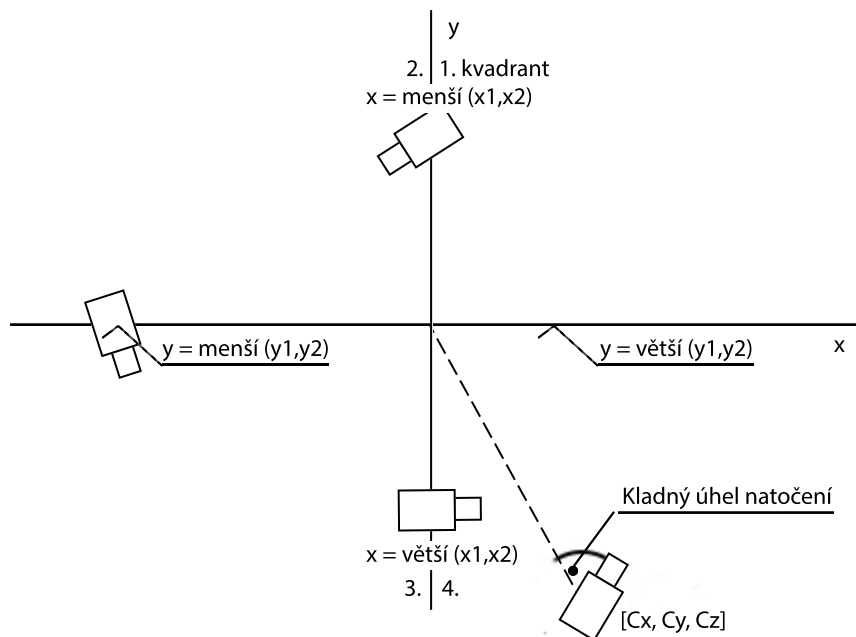 y
2. 1. kvadrant
x = menší (x1,x2)
y = menší (y1,y2)
y = větší (y1,y2)
x
Kladný úhel natočení
x = větší (x1,x2)
3. 4.
[Cx, Cy, Cz]